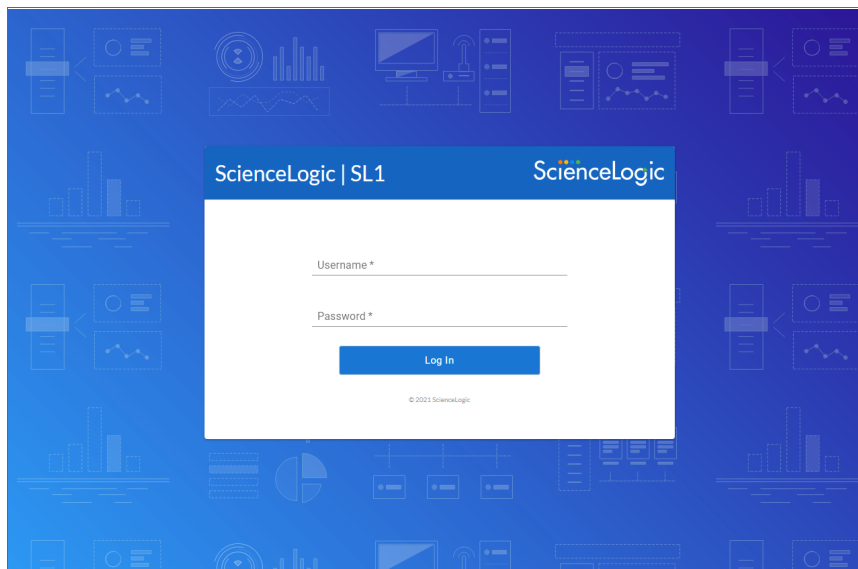 ScienceLogic | SL1
ScienceLogic
Username *
Password *
Log In
© 2021 ScienceLogic